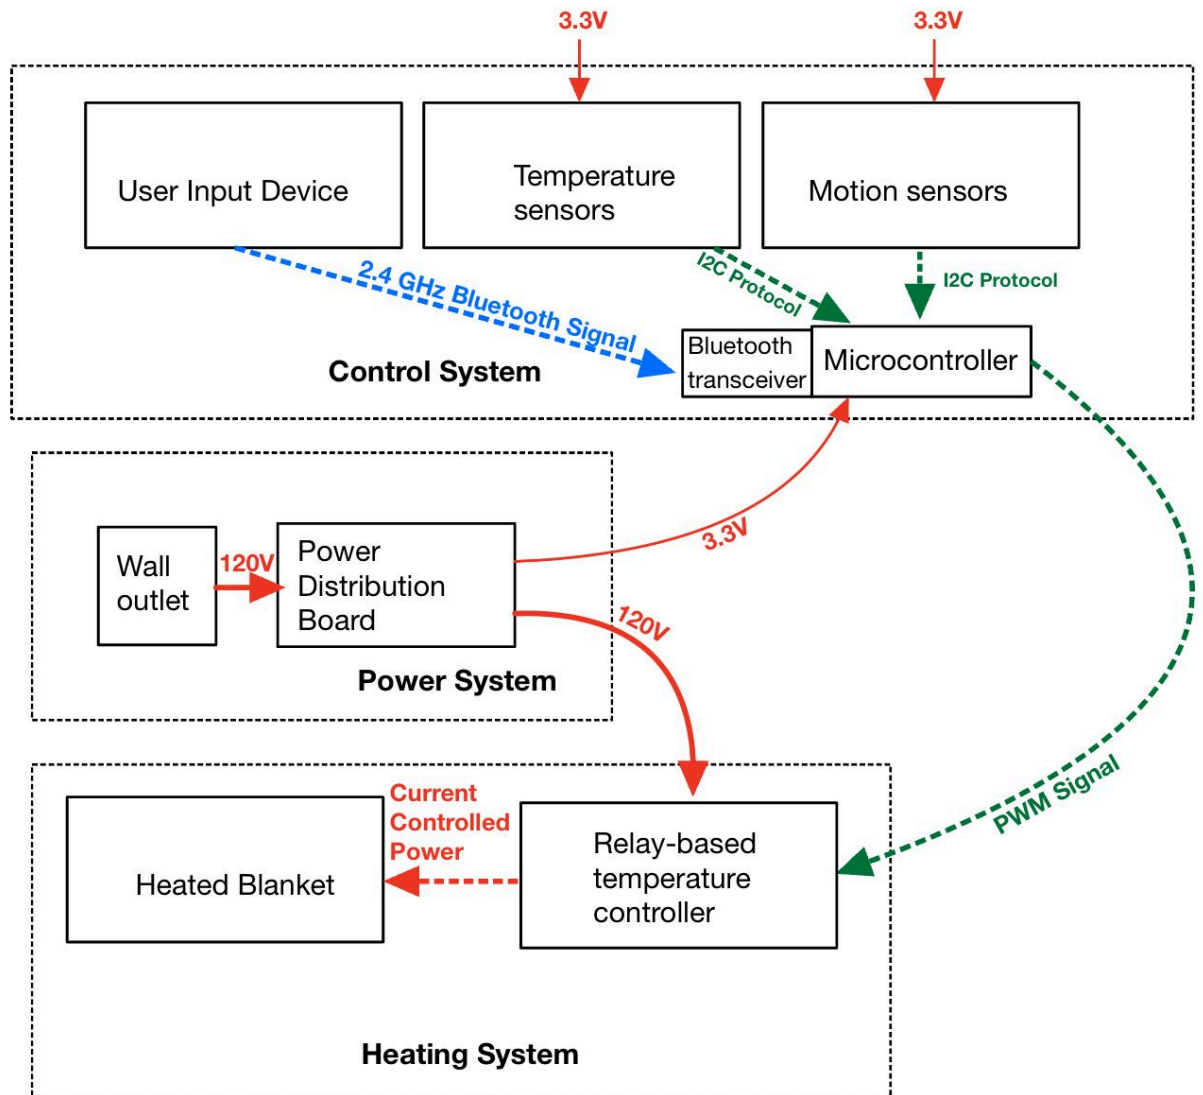 3.3V
3.3V
User Input Device
Temperature
sensors
Motion sensors
2.4 GHz Bluetooth Signal
I2C Protocol
I2C Protocol
Bluetooth
transceiver
Microcontroller
Control System
Wall
outlet
120V
Power
Distribution
Board
3.3V
120V
Power System
PWM Signal
Heated Blanket
Current
Controlled
Power
Relay-based
temperature
controller
Heating System